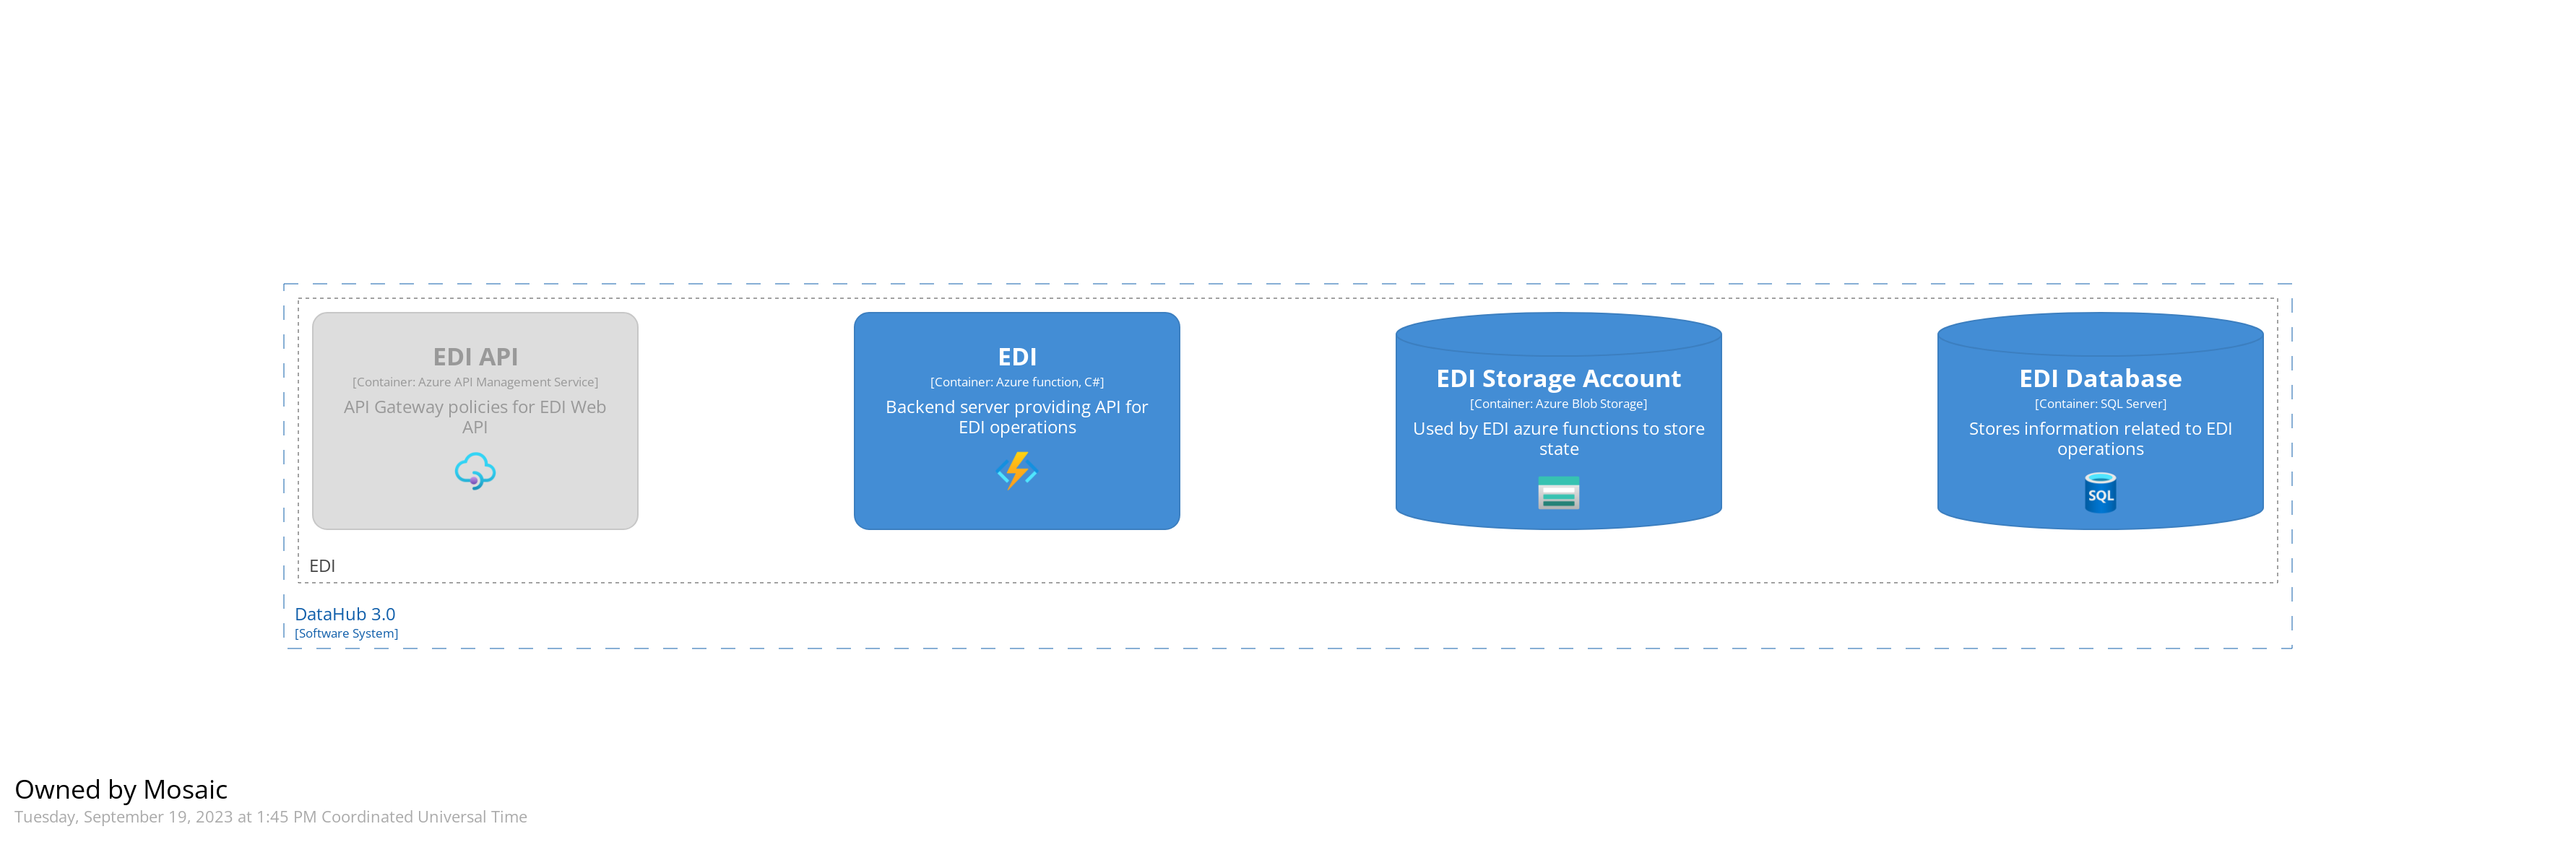 EDI API
[Container: Azure API Management Service]
API Gateway policies for EDI Web
API
EDI
[Container: Azure function, C#]
Backend server providing API for
EDI operations
EDI Storage Account
[Container: Azure Blob Storage]
Used by EDI azure functions to store
state
EDI Database
[Container: SQL Server]
Stores information related to EDI
operations
SQL
EDI
DataHub 3.0
[Software System]
Owned by Mosaic
Tuesday, September 19, 2023 at 1:45 PM Coordinated Universal Time